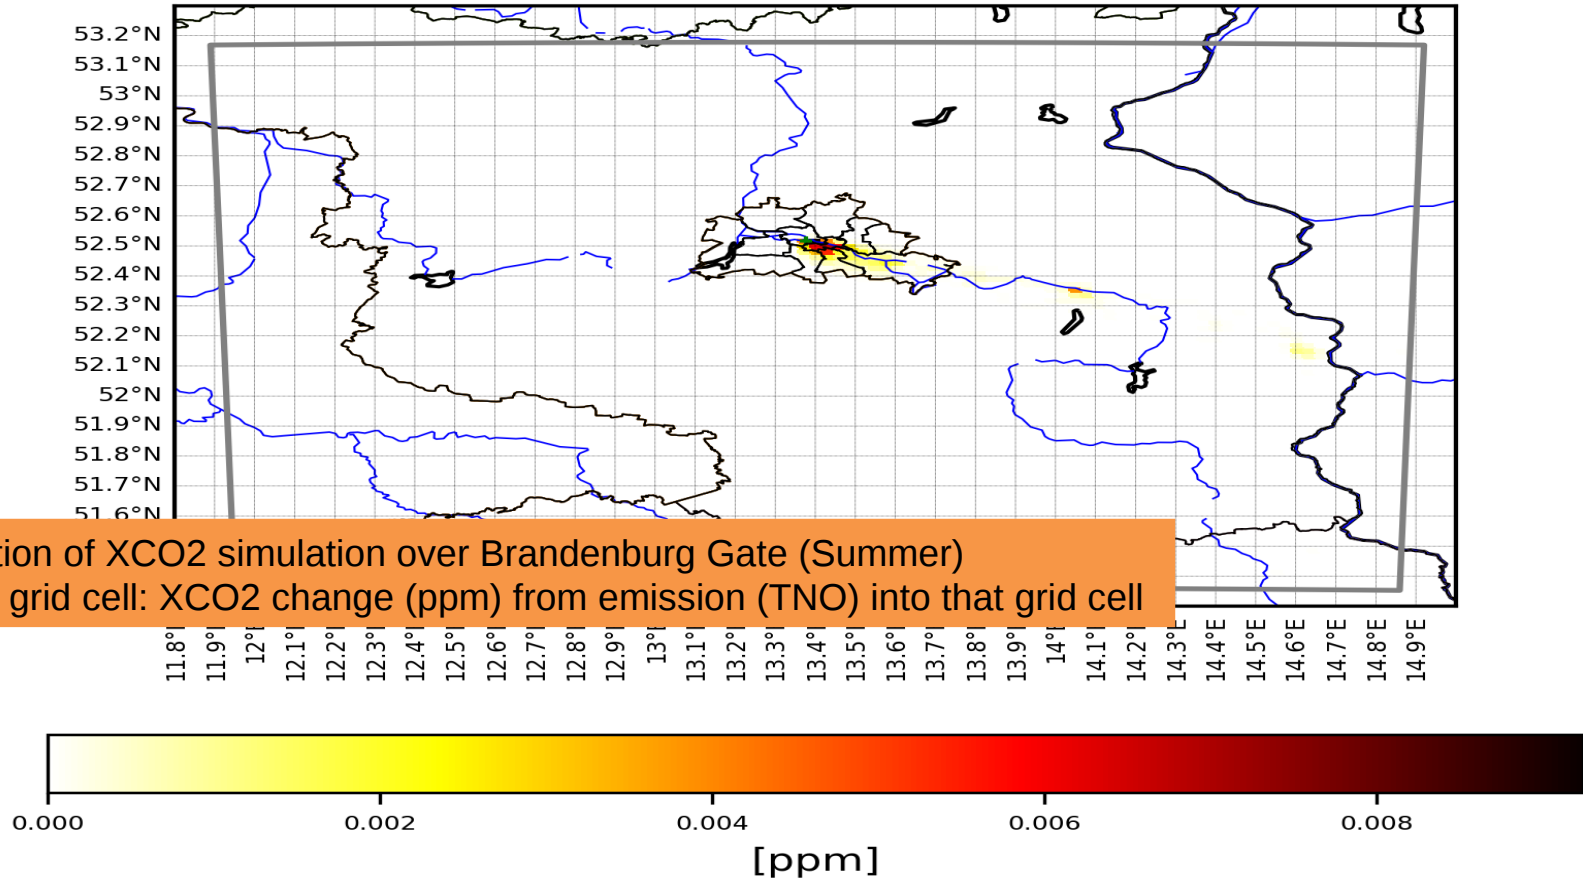 53.2°N
53.1°N
53°N
52.9°N
52.8°N
52.7°N
52.6°N
52.5°N
52.4°N
52.3°N
52.2°N
52.1°N
52°N
51.9°N
51.8°N
51.7°N
51.6°N
tion of XCO2 simulation over Brandenburg Gate (Summer)
grid cell: XCO2 change (ppm) from emission (TNO) into that grid cell
11.8°
11.9°
12°E
12.1°
12.2°
12.3°
12.4°
12.5°
12.6°
12.7°
12.8°
12.9°
13°
13.1°
13.2°
13.3°
13.4°
13.5°
13.6°
13.7°
13.8°
13.9°
14°
14.1°
14.2°
14.3°E
14.4°E
14.5°E
14.6°E
14.7°E
14.8°E
14.9°E
0.000
0.002
0.004
0.006
0.008
[ppm]